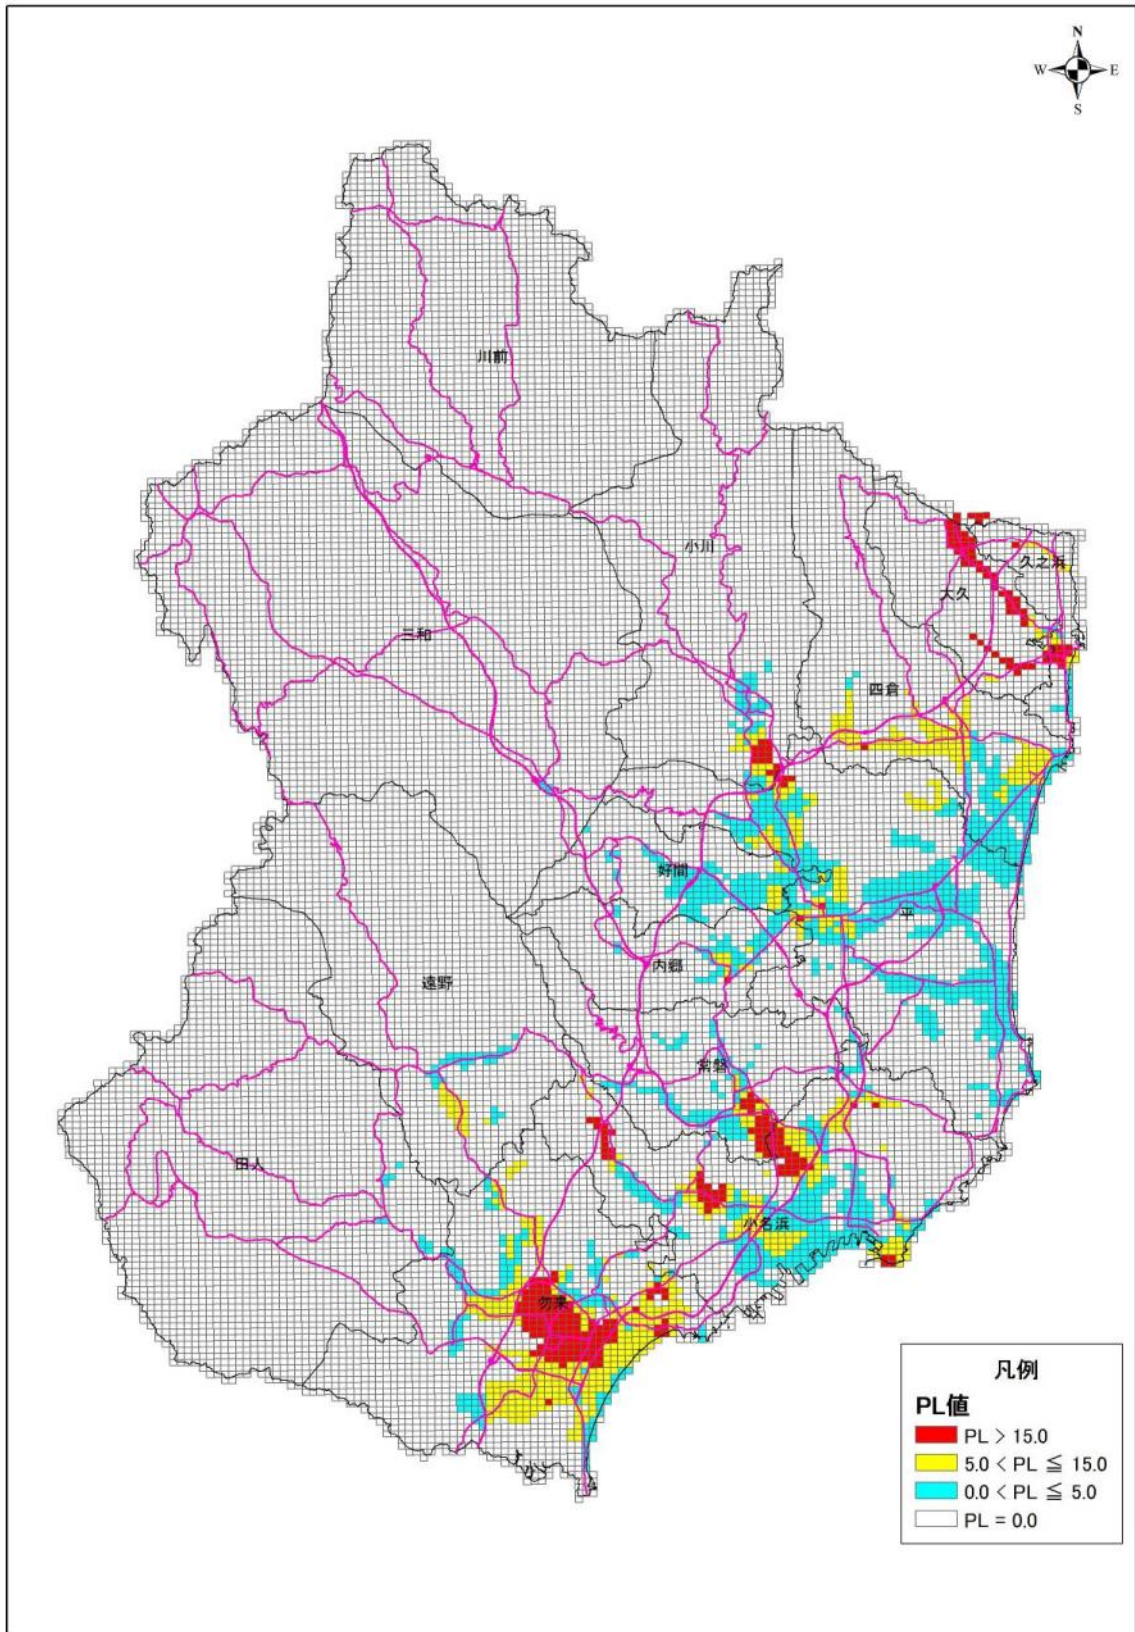 N
W E
S
川前
小川
久之浜
大久
三和
四倉
好間
平
内郷
遠野
常磐
田人
小名浜
勿来
凡例
PL値
PL > 15.0
5.0 < PL ≦ 15.0
0.0 < PL ≦ 5.0
PL = 0.0